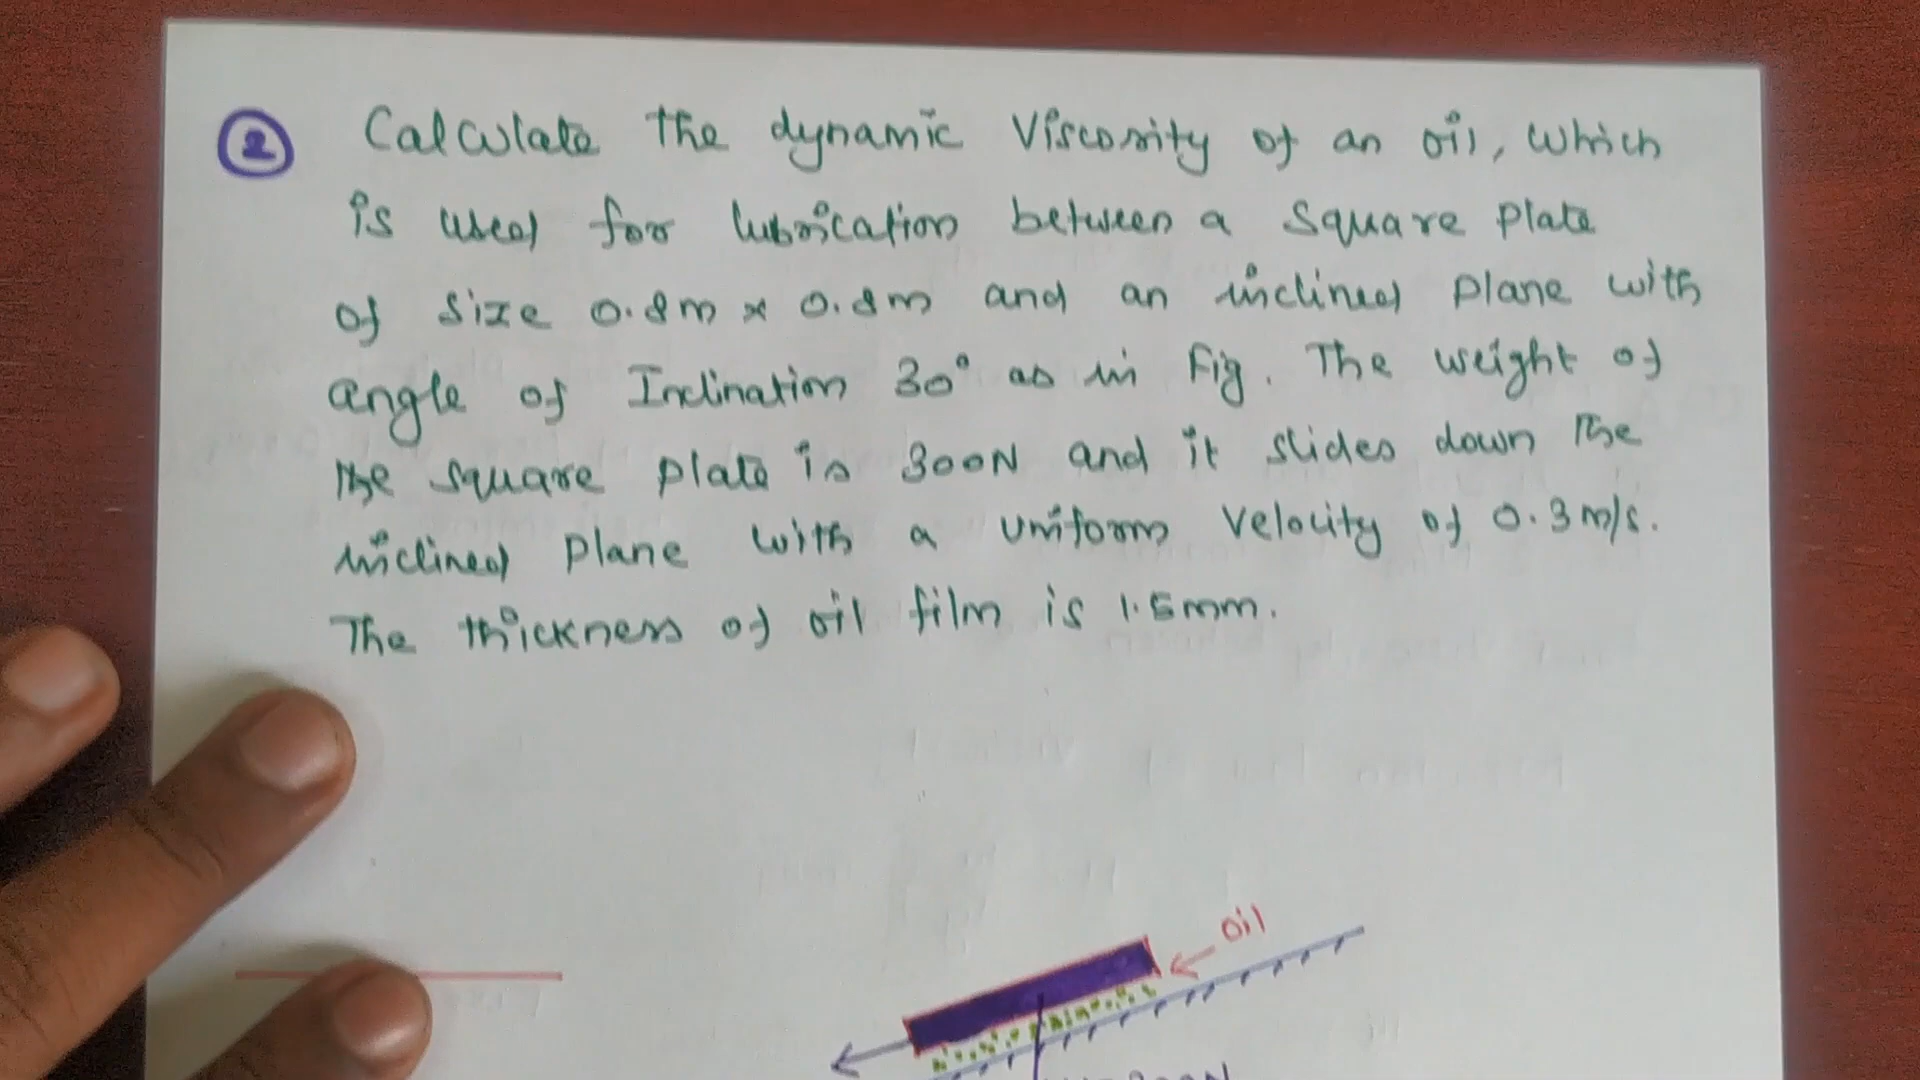 2 Calculate the dynamic Viscosity of an oil, which
is used for lubrication between a square plate
of size 0.8m x 0.8m and an inclined plane with
angle of Inclination 30° as in Fig. The weight of
the square plate is 300N and it slides down the
inclined plane with a uniform velocity of 0.3 m/s.
The thickness of oil film is 1.5mm.
oil